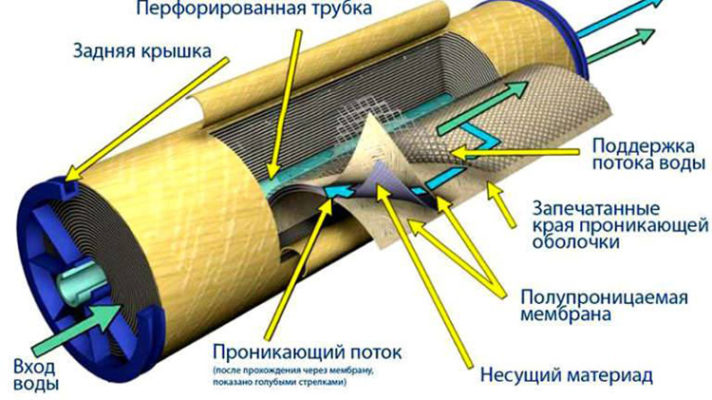 Перфорированная трубка
Задняя крышка
Поддержка
потока воды
Запечатанные
края проникающей
оболочки
Полупроницаемая
мембрана
Несущий материал
Проникающий поток
(после прохождения через мембрану,
показано голубыми стрелками)
Вход
воды